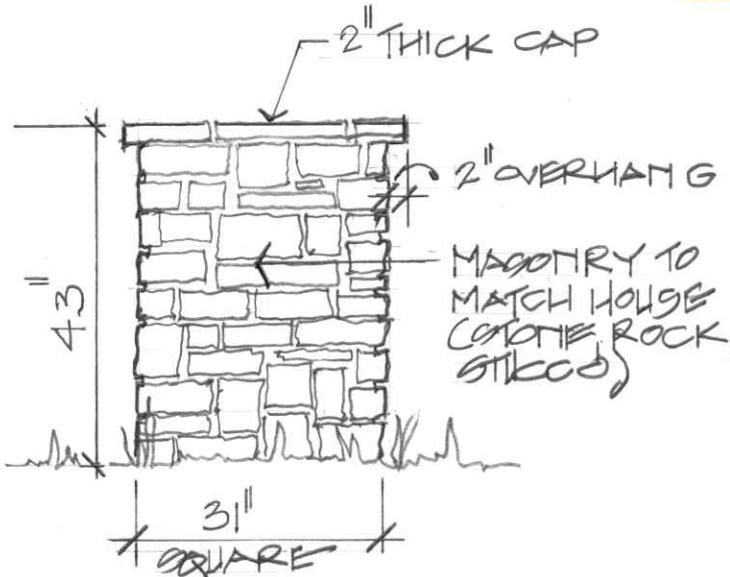 2" THICK CAP
2" OVERHANG
MASONRY TO
MATCH HOUSE
(STONE, ROCK
STUCCO)
43"
31"
SQUARE